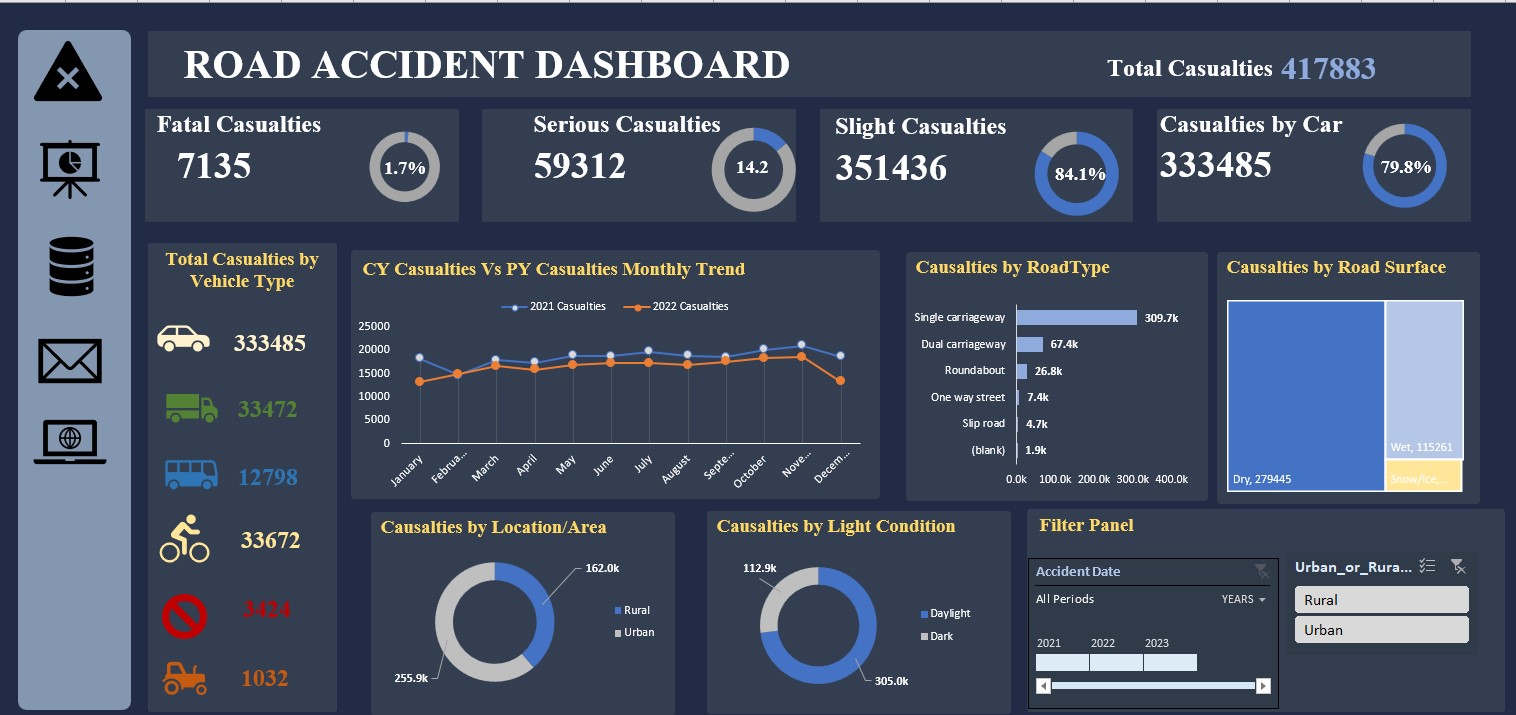 ROAD ACCIDENT DASHBOARD
Total Casualties 417883
Fatal Casualties
7135
1.7%
Serious Casualties
59312
14.2
Slight Casualties
351436
84.1%
Casualties by Car
333485
79.8%
Total Casualties by
Vehicle Type
333485
33472
12798
33672
3424
1032
CY Casualties Vs PY Casualties Monthly Trend
2021 Casualties
2022 Casualties
25000
20000
15000
10000
5000
0
January
Februa...
March
April
May
June
July
August
Septe...
October
Nove...
Decem...
Causalties by RoadType
Single carriageway
309.7k
Dual carriageway
67.4k
Roundabout
26.8k
One way street
7.4k
Slip road
4.7k
(blank)
1.9k
0.0k 100.0k 200.0k 300.0k 400.0k
Causalties by Road Surface
Dry, 279445
Wet, 115261
Snow/Ice,...
Causalties by Location/Area
162.0k
255.9k
Rural
Urban
Causalties by Light Condition
112.9k
305.0k
Daylight
Dark
Filter Panel
Accident Date
All Periods
YEARS
2021 2022 2023
Urban_or_Rura...
Rural
Urban